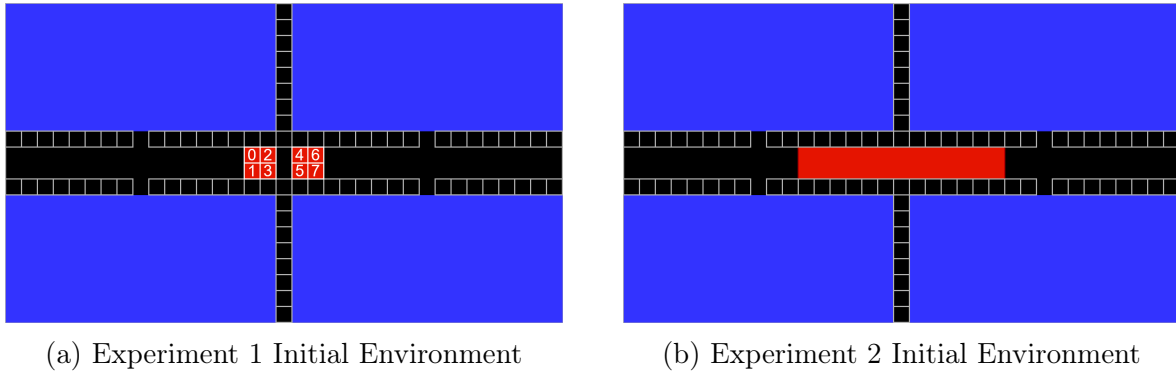 0 2 4 6
1 3 5 7
(a) Experiment 1 Initial Environment
(b) Experiment 2 Initial Environment